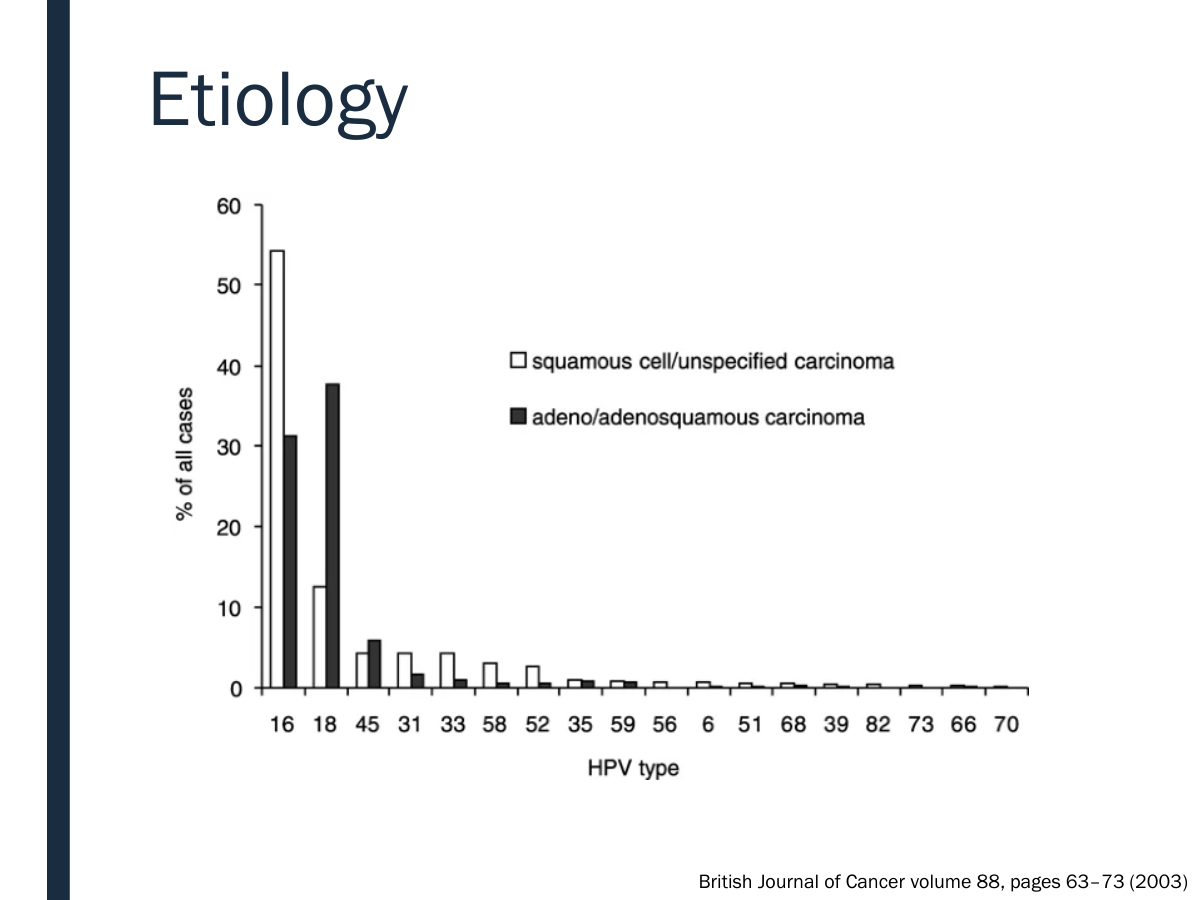 Etiology
60
50
40
30
20
10
0
% of all cases
squamous cell/unspecified carcinoma
adeno/adenosquamous carcinoma
16 18 45 31 33 58 52 35 59 56 6 51 68 39 82 73 66 70
HPV type
British Journal of Cancer volume 88, pages 63–73 (2003)